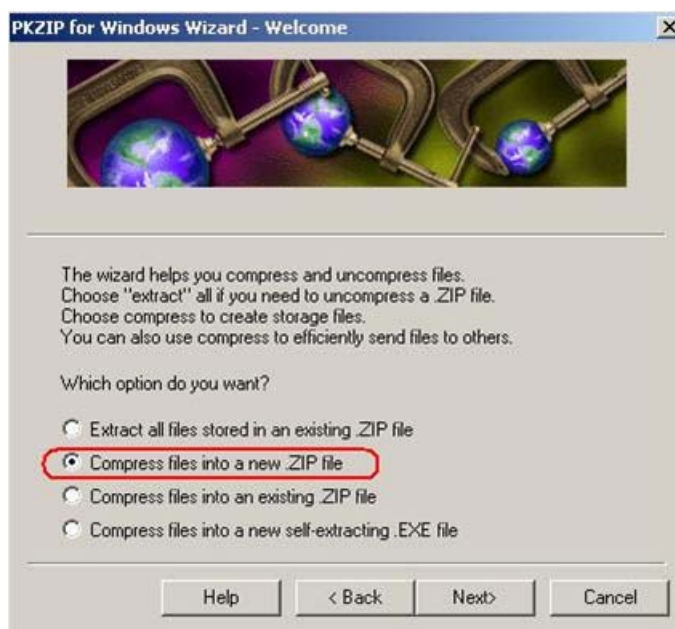 PKZIP for Windows Wizard - Welcome
The wizard helps you compress and uncompress files.
Choose "extract" all if you need to uncompress a .ZIP file.
Choose compress to create storage files.
You can also use compress to efficiently send files to others.
Which option do you want?
Extract all files stored in an existing .ZIP file
Compress files into a new .ZIP file
Compress files into an existing .ZIP file
Compress files into a new self-extracting .EXE file
Help
< Back
Next>
Cancel